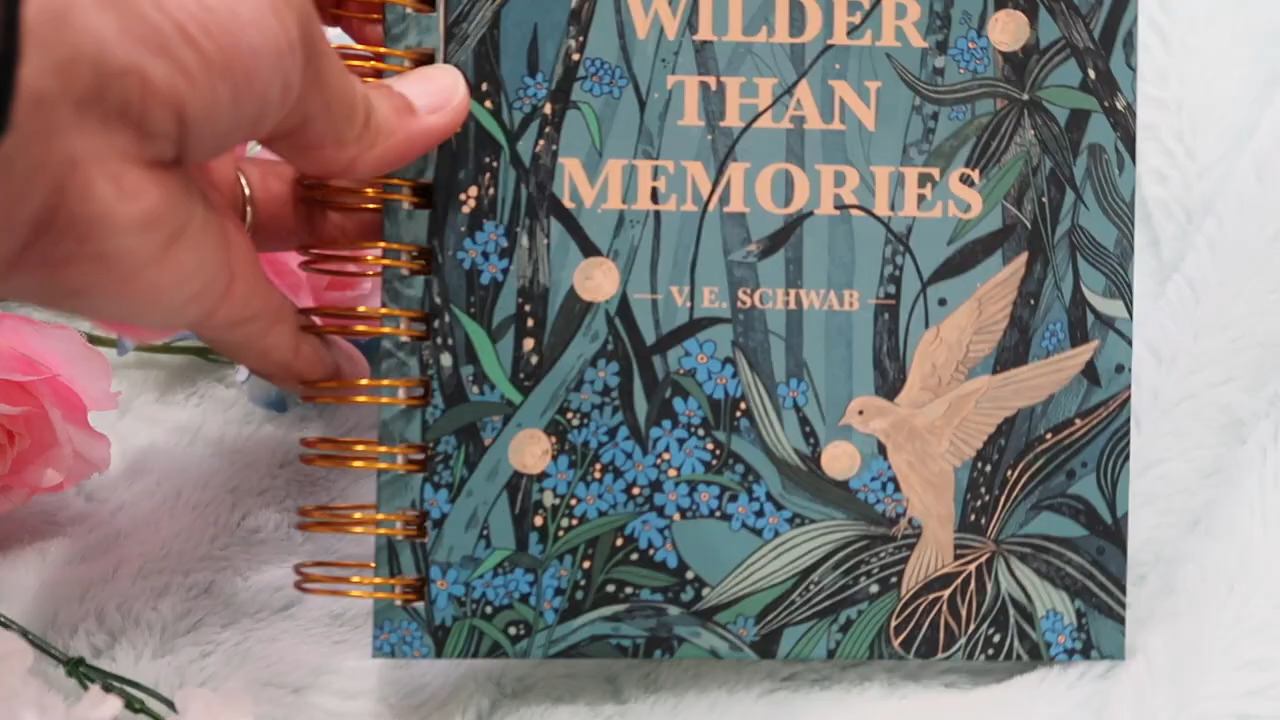 WILDER
THAN
MEMORIES
— V. E. SCHWAB —